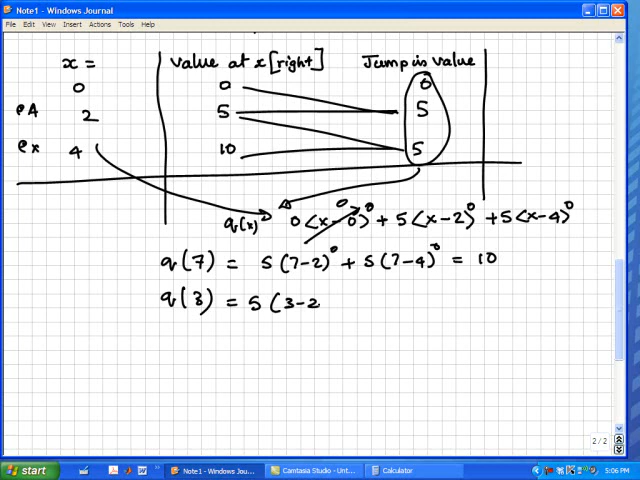 Note1 - Windows Journal
File Edit View Insert Actions Tools Help
x = value at x [right] Jump in value
0 0 0
@A 2 5 5
@x 4 10 5
q(x) 0<x-0>⁰ 0 + 5<x-2>⁰ + 5<x-4>⁰
q(7) = 5(7-2)⁰ + 5(7-4)⁰ = 10
q(3) = 5(3-2
2 / 2
start Note1 - Windows Jou... Camtasia Studio - Unt... Calculator 5:06 PM